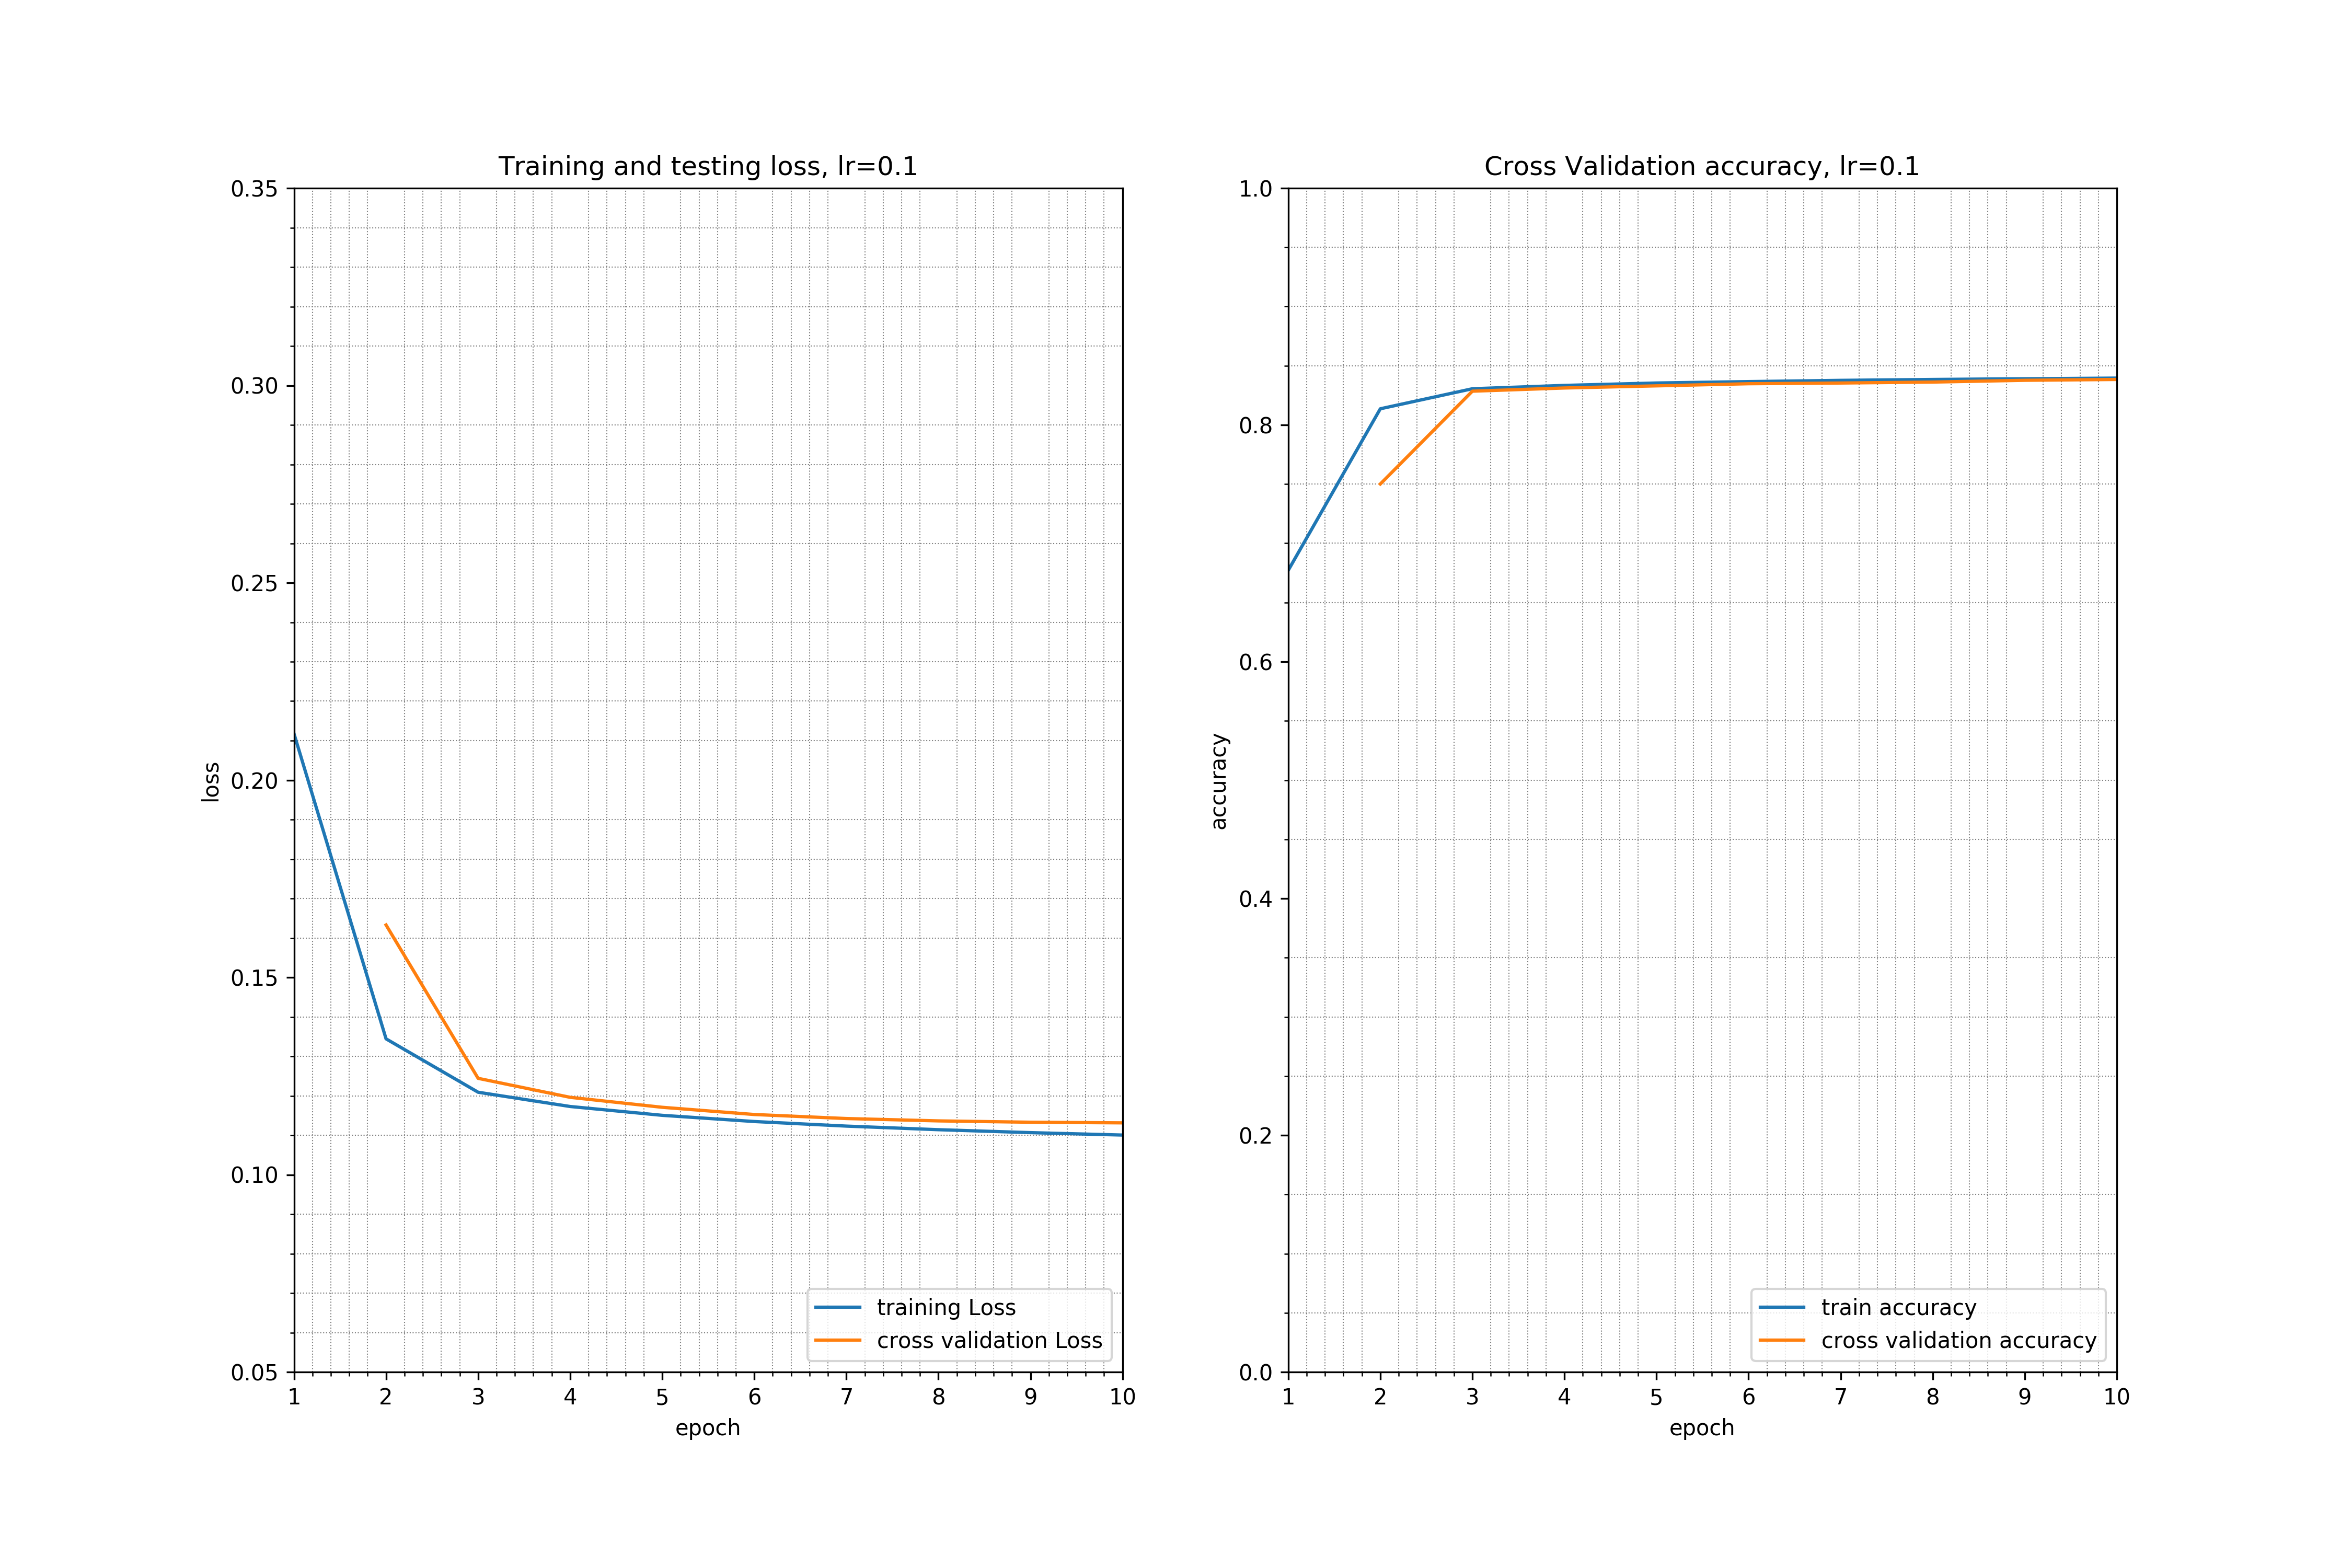 Training and testing loss, lr=0.1
0.35
0.30
0.25
0.20
0.15
0.10
0.05
loss
1 2 3 4 5 6 7 8 9 10
epoch
training Loss
cross validation Loss
Cross Validation accuracy, lr=0.1
1.0
0.8
0.6
0.4
0.2
0.0
accuracy
1 2 3 4 5 6 7 8 9 10
epoch
train accuracy
cross validation accuracy